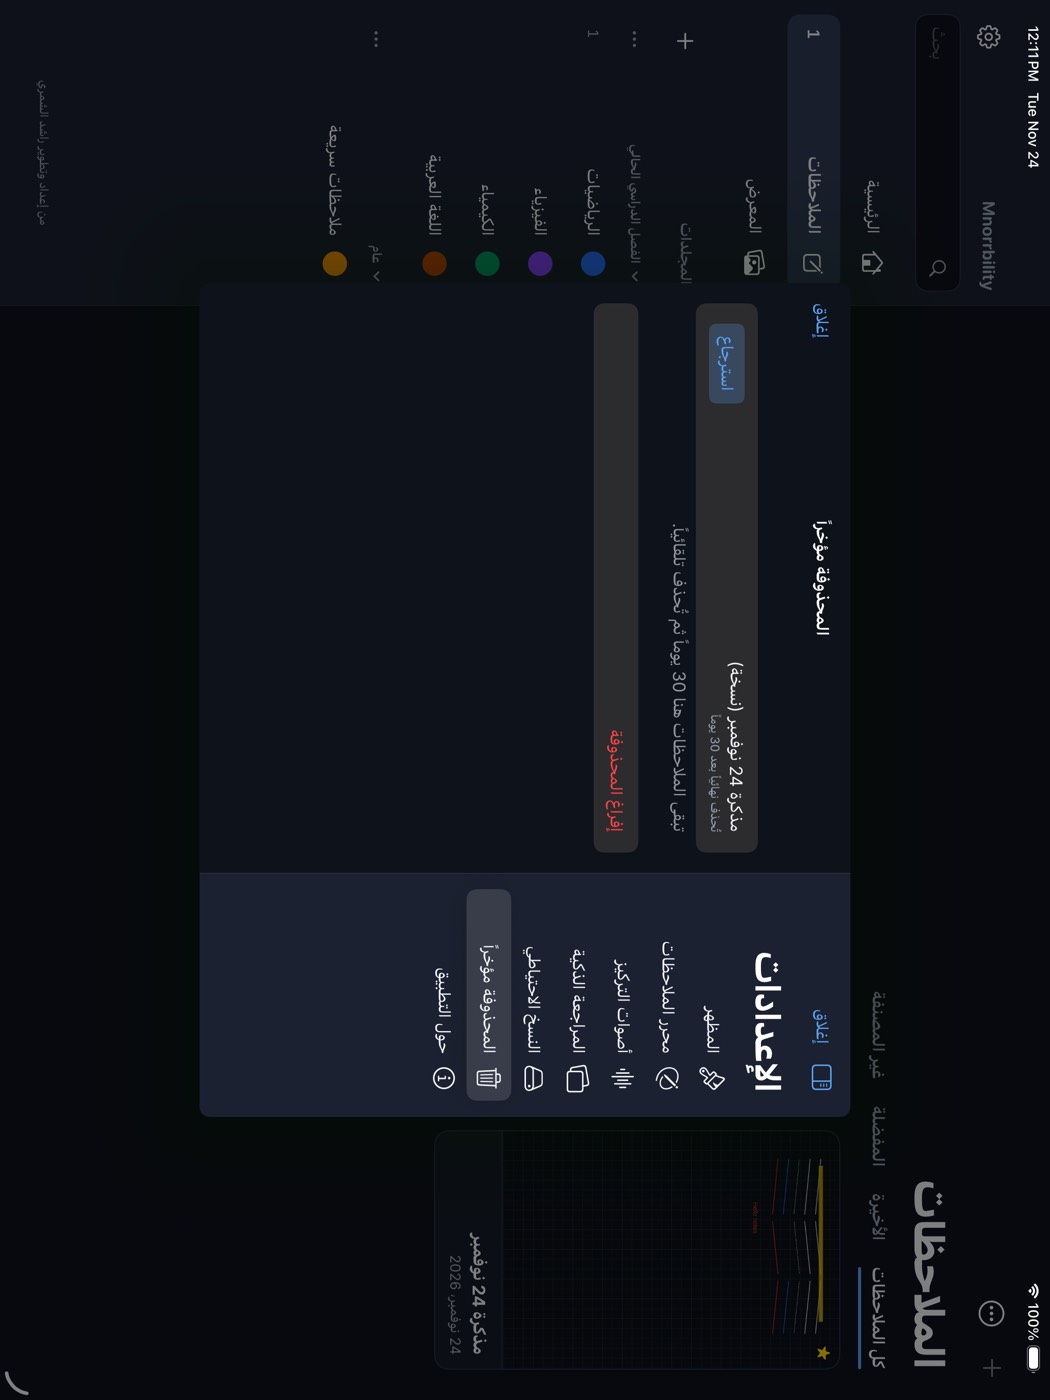 12:11 PM Tue Nov 24
100%
Mnorrbility
بحث
الرئيسية
الملاحظات
1
المعرض
المجلدات
الفصل الدراسي الحالي
الرياضيات
1
الفيزياء
الكيمياء
اللغة العربية
عام
ملاحظات سريعة
من إعداد وتطوير راشد الشمري
الملاحظات
كل الملاحظات
الأخيرة
المفضلة
غير المصنفة
Hello notes
مذكرة 24 نوفمبر
24 نوفمبر، 2026
إغلاق
الإعدادات
المظهر
محرر الملاحظات
أصوات التركيز
المراجعة الذكية
النسخ الاحتياطي
المحذوفة مؤخراً
حول التطبيق
المحذوفة مؤخراً
إغلاق
مذكرة 24 نوفمبر (نسخة)
تُحذف نهائياً بعد 30 يوماً
استرجاع
تبقى الملاحظات هنا 30 يوماً ثم تُحذف تلقائياً.
إفراغ المحذوفة